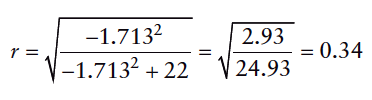 r = √(−1.713² / (−1.713² + 22)) = √(2.93 / 24.93) = 0.34